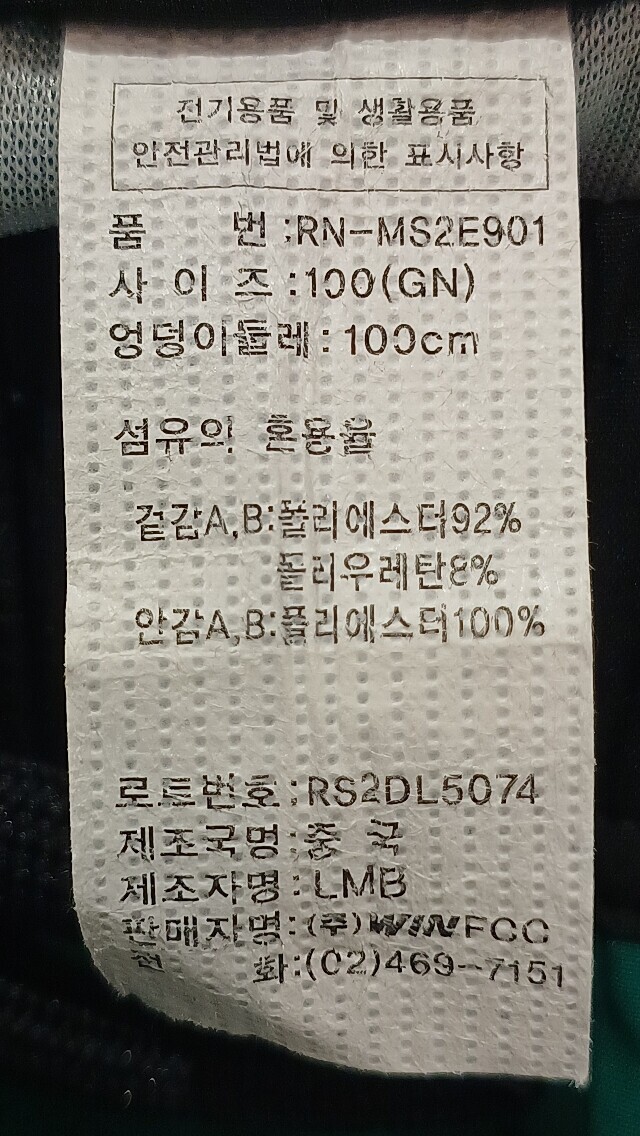 전기용품 및 생활용품
안전관리법에 의한 표시사항
품 번:RN-MS2E901
사 이 즈:100(GN)
엉덩이둘레:100cm
섬유의 혼용율
겉감A,B:폴리에스터92%
폴리우레탄8%
안감A,B:폴리에스터100%
로트번호:RS2DL5074
제조국명:중 국
제조자명:LMB
판매자명:(주)WINFCC
전 화:(02)469-7151